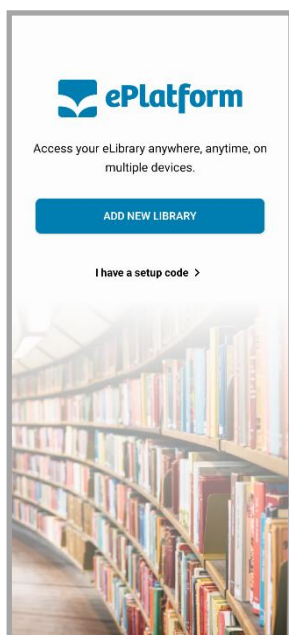 ePlatform
Access your eLibrary anywhere, anytime, on
multiple devices.
ADD NEW LIBRARY
I have a setup code >